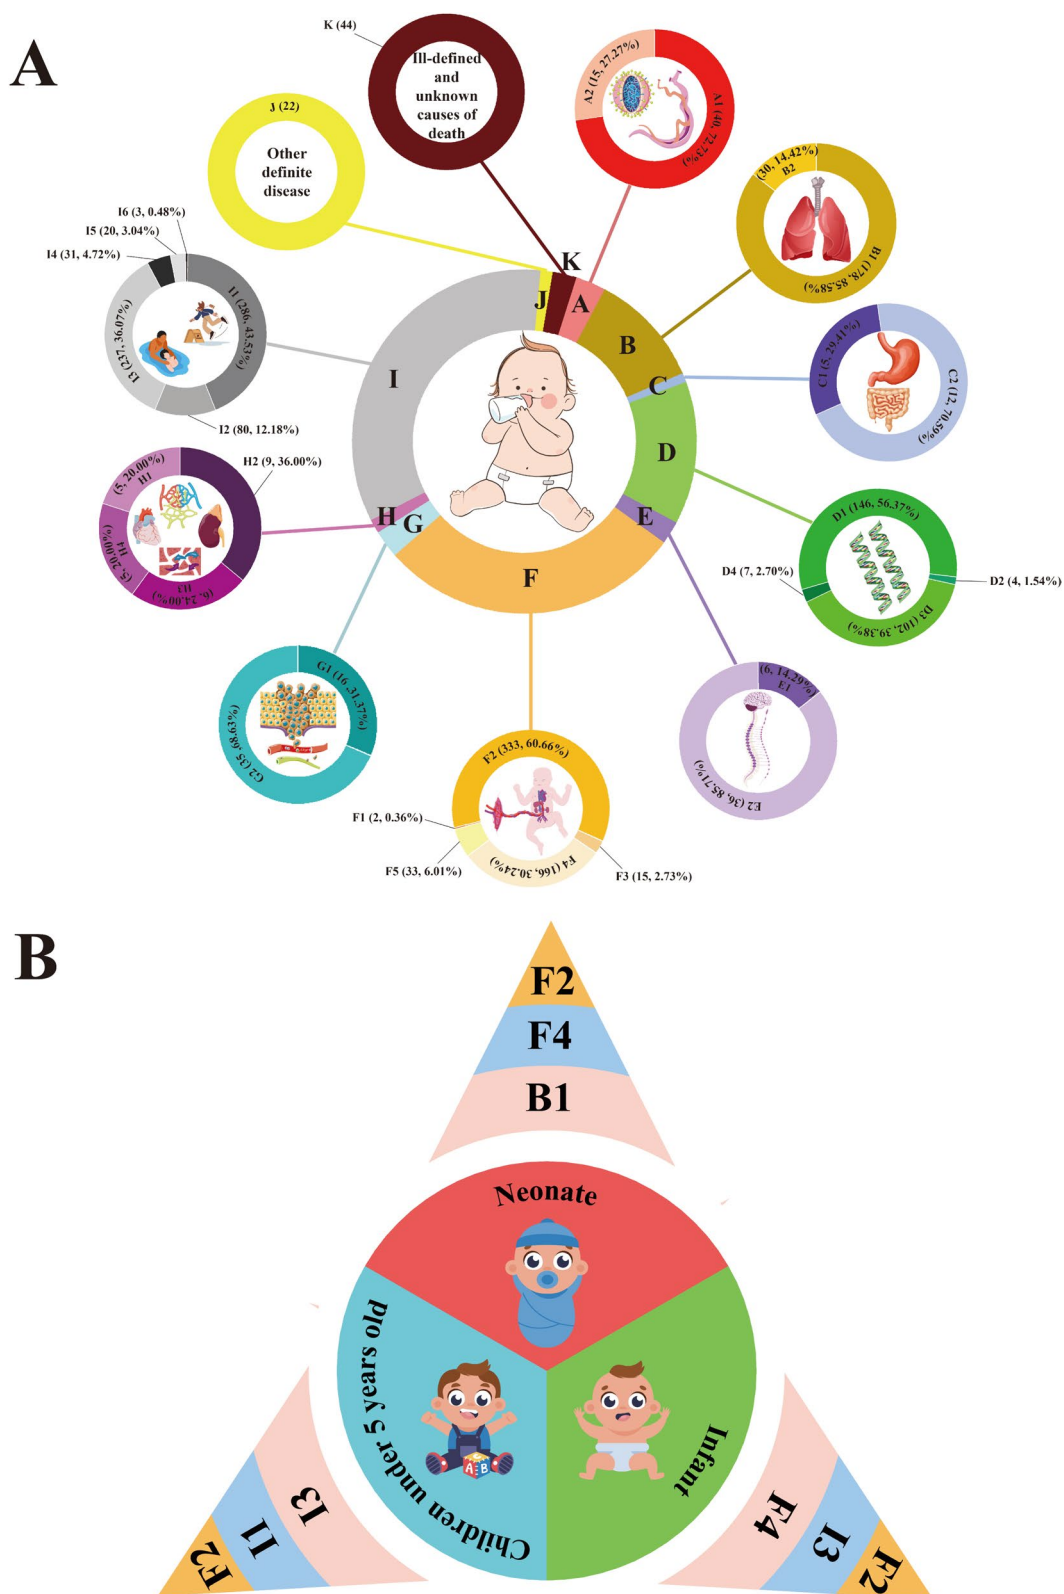 A
K (44)
Ill-defined
and
unknown
causes of
death
J (22)
Other
definite
disease
A2 (15, 27.27%)
A1 (40, 72.73%)
(30, 14.42%)
B2
B1 (178, 85.58%)
I6 (3, 0.48%)
I5 (20, 3.04%)
I4 (31, 4.72%)
I1 (286, 43.53%)
I3 (237, 36.07%)
I2 (80, 12.18%)
C1 (5, 29.41%)
C2 (12, 70.59%)
K
J
A
B
C
D
E
F
G
H
I
(5, 20.00%)
H1
H2 (9, 36.00%)
(5, 20.00%)
H4
(6, 24.00%)
H3
D1 (146, 56.37%)
D4 (7, 2.70%)
D2 (4, 1.54%)
D3 (102, 39.38%)
G1 (16 ,31.37%)
G2 (35, ,68.63%)
(6, 14.29%)
E1
E2 (36, 85.71%)
F2 (333, 60.66%)
F1 (2, 0.36%)
F5 (33, 6.01%)
F4 (166, 30.24%)
F3 (15, 2.73%)
B
F2
F4
B1
Neonate
Children under 5 years old
Infant
A B
I3
I1
F2
F4
I3
F2